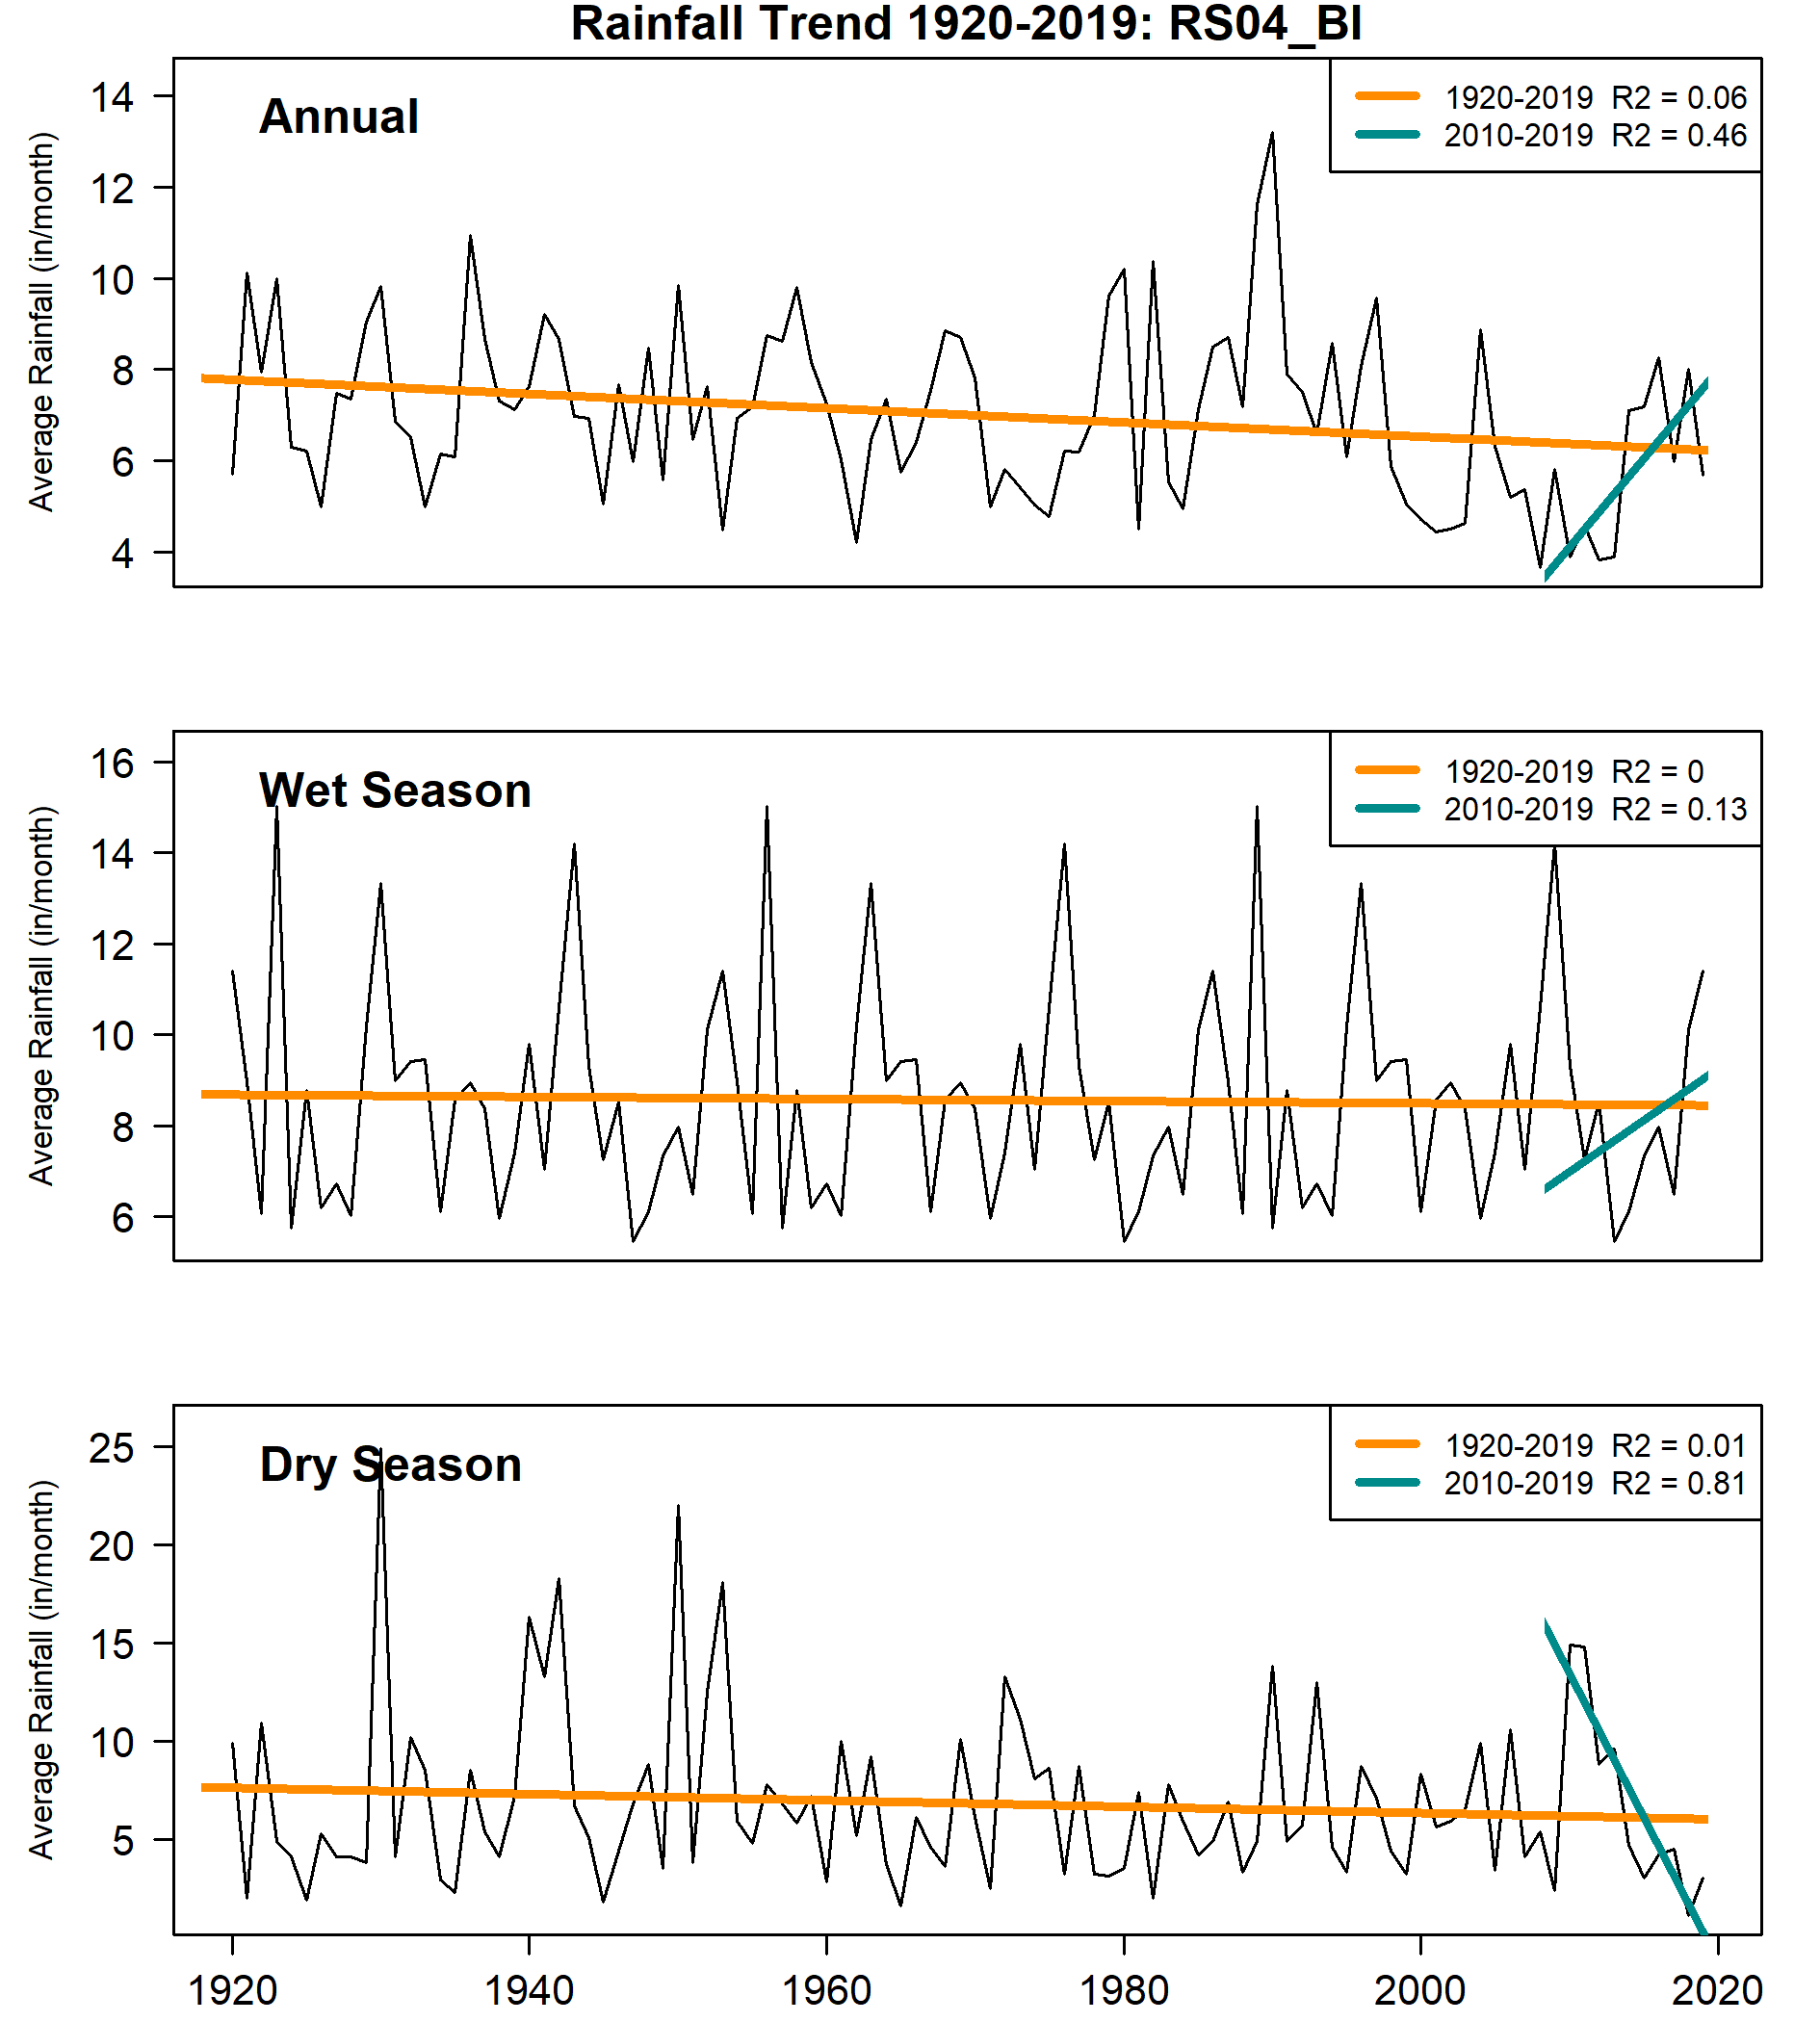 Rainfall Trend 1920-2019: RS04_BI
Annual
1920-2019 R2 = 0.06
2010-2019 R2 = 0.46
Average Rainfall (in/month)
14
12
10
8
6
4
Wet Season
1920-2019 R2 = 0
2010-2019 R2 = 0.13
Average Rainfall (in/month)
16
14
12
10
8
6
Dry Season
1920-2019 R2 = 0.01
2010-2019 R2 = 0.81
Average Rainfall (in/month)
25
20
15
10
5
1920 1940 1960 1980 2000 2020